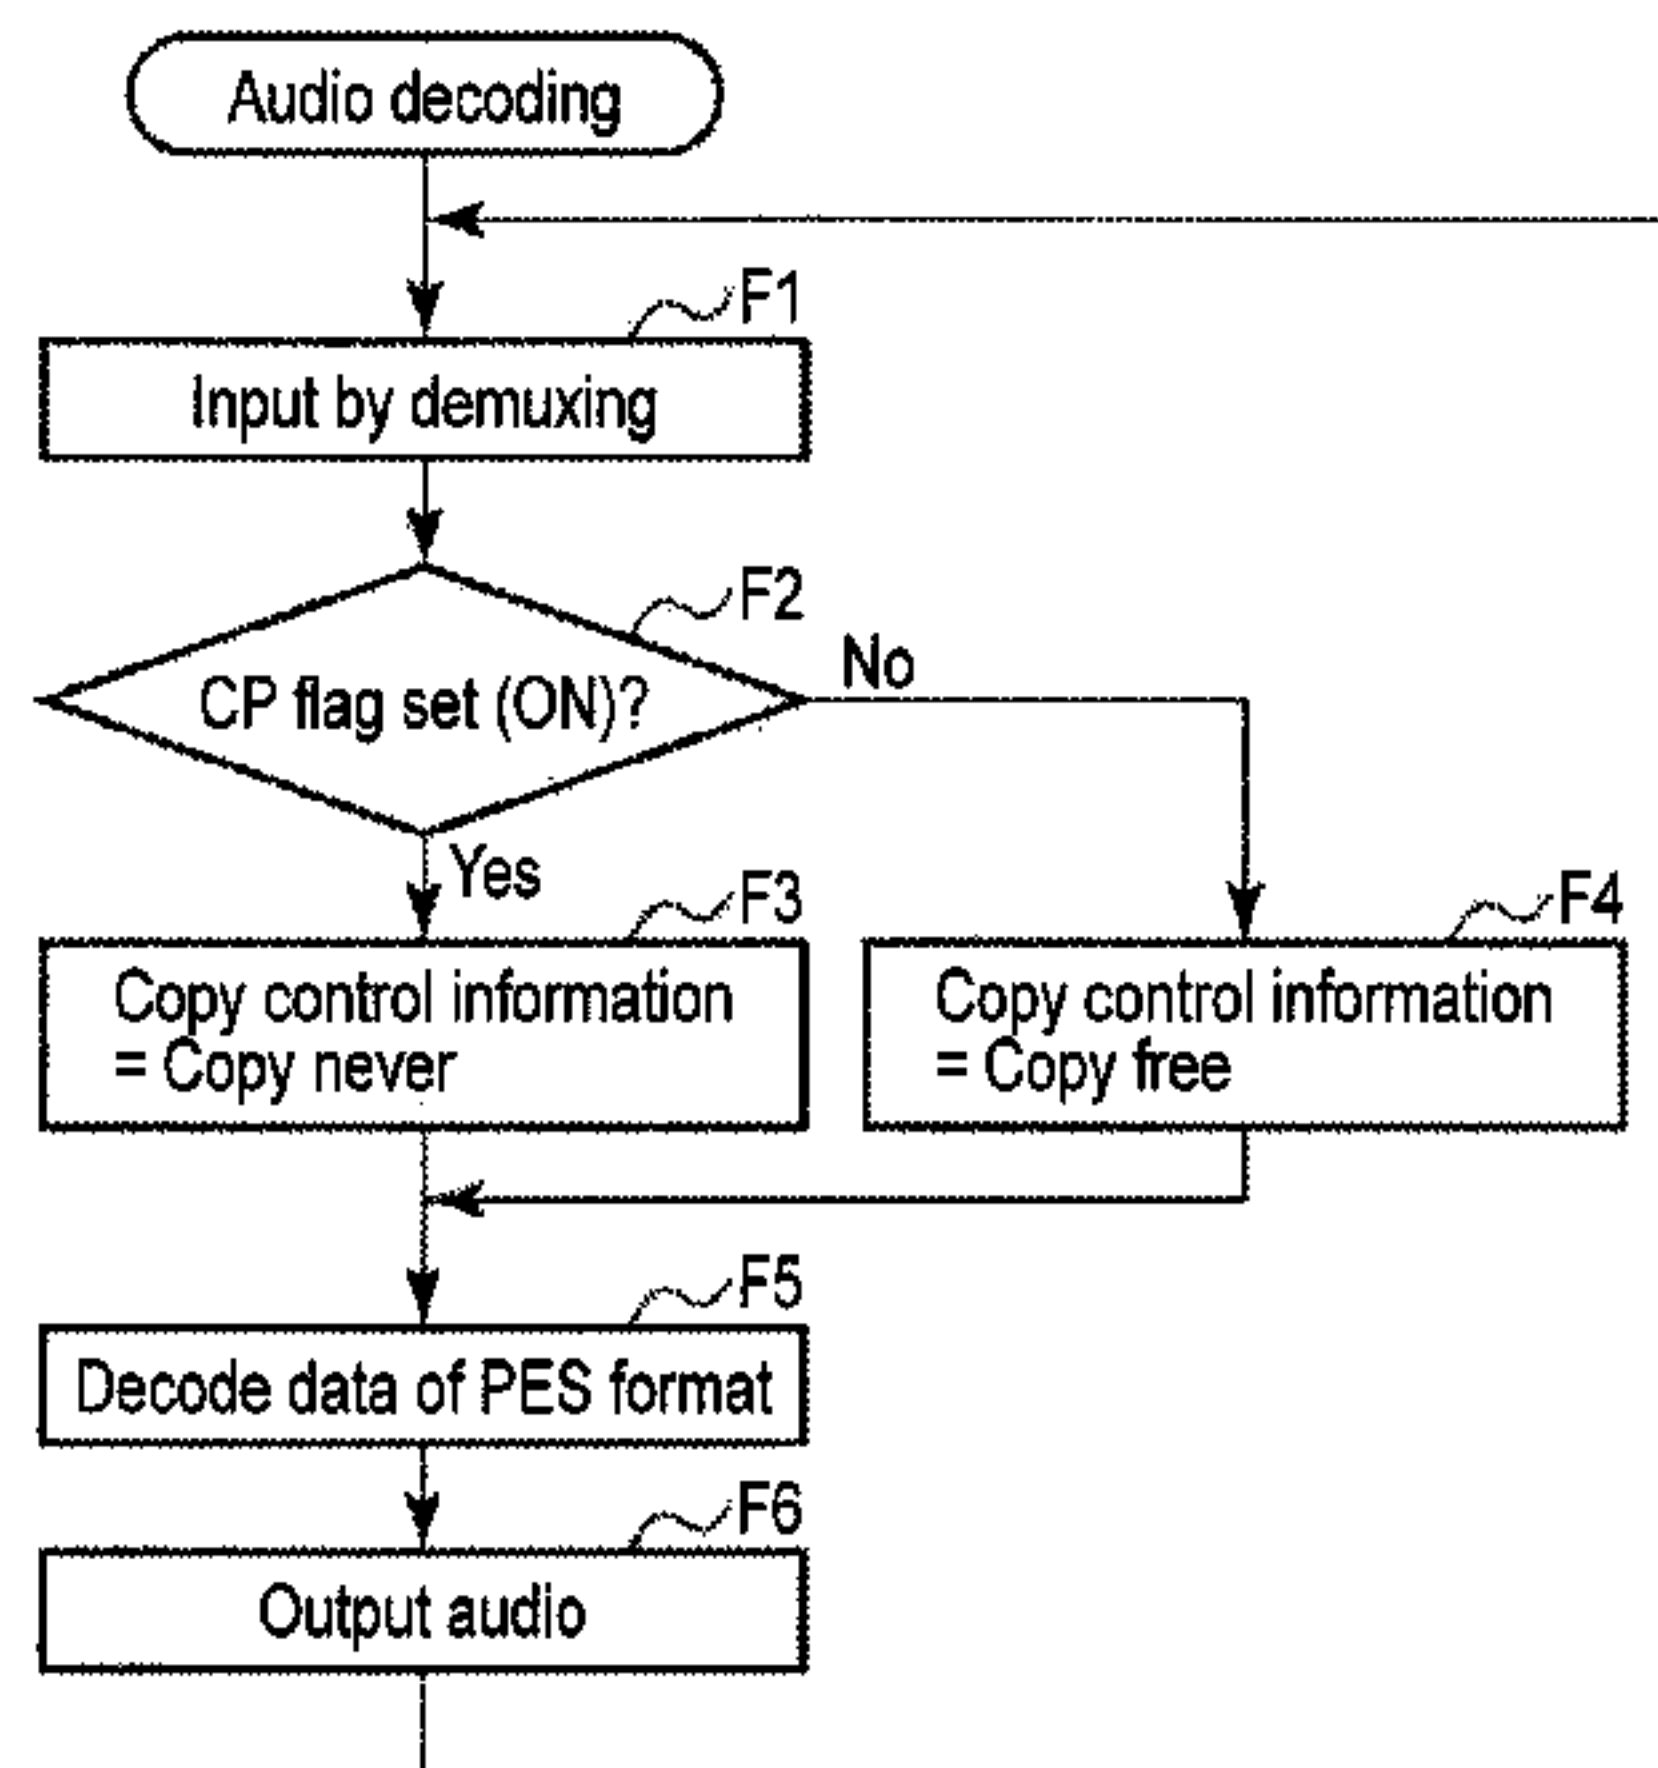 Audio decoding
F1
Input by demuxing
F2
CP flag set (ON)?
No
Yes
F3
Copy control information
= Copy never
F4
Copy control information
= Copy free
F5
Decode data of PES format
F6
Output audio